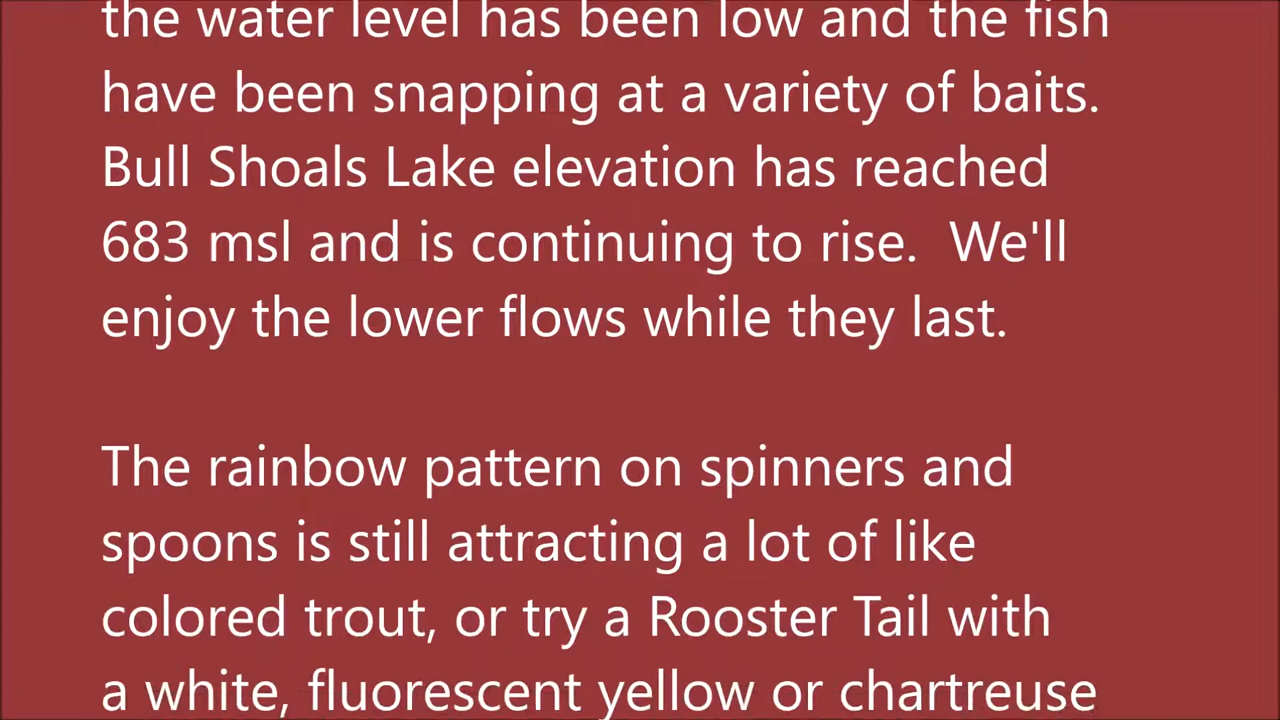 the water level has been low and the fish
have been snapping at a variety of baits.
Bull Shoals Lake elevation has reached
683 msl and is continuing to rise.  We'll
enjoy the lower flows while they last.
The rainbow pattern on spinners and
spoons is still attracting a lot of like
colored trout, or try a Rooster Tail with
a white, fluorescent yellow or chartreuse